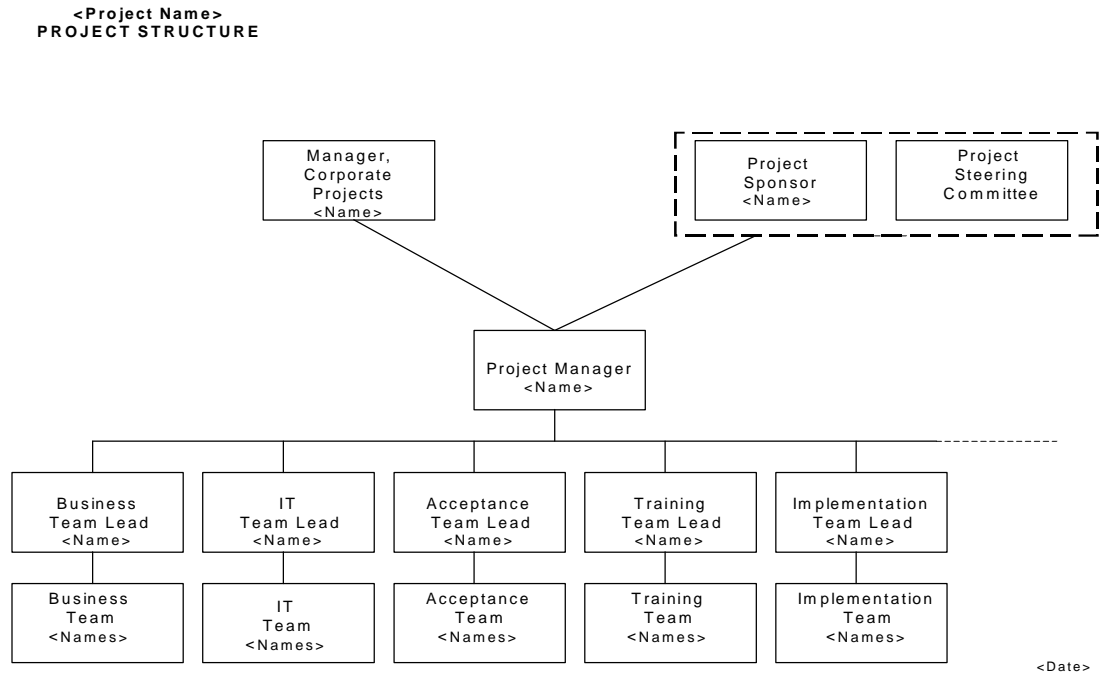 <Project Name>
PROJECT STRUCTURE
Manager,
Corporate
Projects
<Name>
Project
Sponsor
<Name>
Project
Steering
Committee
Project Manager
<Name>
Business
Team Lead
<Name>
IT
Team Lead
<Name>
Acceptance
Team Lead
<Name>
Training
Team Lead
<Name>
Implementation
Team Lead
<Name>
Business
Team
<Names>
IT
Team
<Names>
Acceptance
Team
<Names>
Training
Team
<Names>
Implementation
Team
<Names>
<Date>